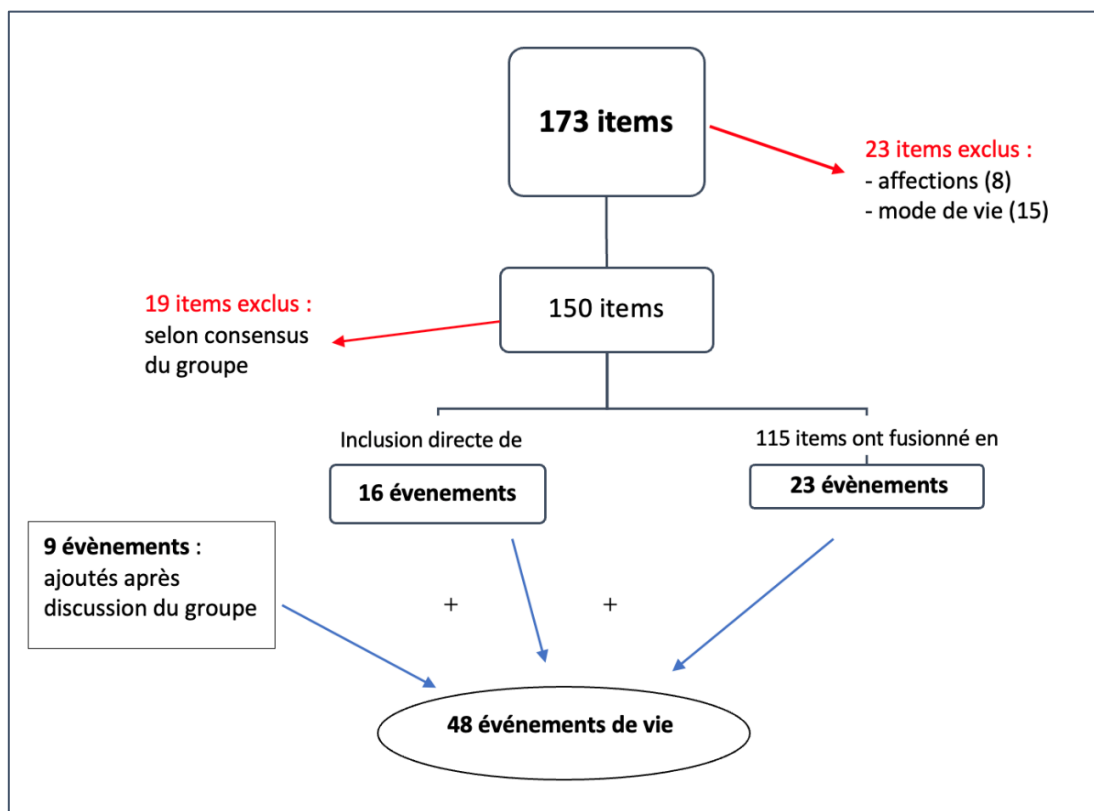 173 items
23 items exclus :
- affections (8)
- mode de vie (15)
150 items
19 items exclus :
selon consensus
du groupe
Inclusion directe de
16 évenements
115 items ont fusionné en
23 évènements
9 évènements :
ajoutés après
discussion du groupe
+
+
48 événements de vie